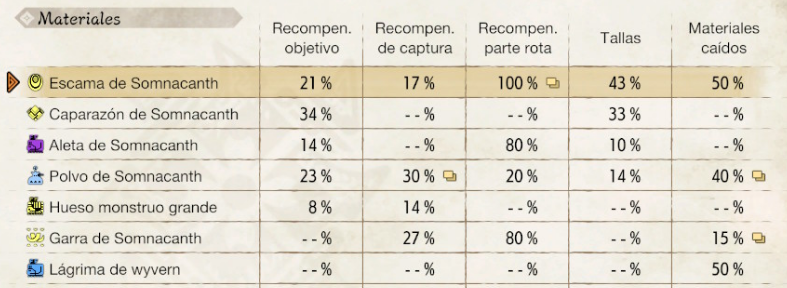 Materiales
Recompen. objetivo Recompen. de captura Recompen. parte rota Tallas Materiales caídos
Escama de Somnacanth 21 % 17 % 100 % 43 % 50 %
Caparazón de Somnacanth 34 % - - % - - % 33 % - - %
Aleta de Somnacanth 14 % - - % 80 % 10 % - - %
Polvo de Somnacanth 23 % 30 % 20 % 14 % 40 %
Hueso monstruo grande 8 % 14 % - - % - - % - - %
Garra de Somnacanth - - % 27 % 80 % - - % 15 %
Lágrima de wyvern - - % - - % - - % - - % 50 %